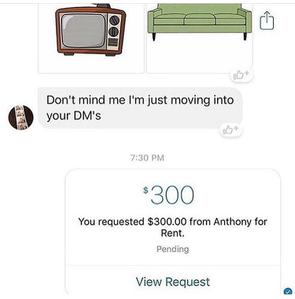 Don't mind me I'm just moving into
your DM's
7:30 PM
$300
You requested $300.00 from Anthony for
Rent.
Pending
View Request